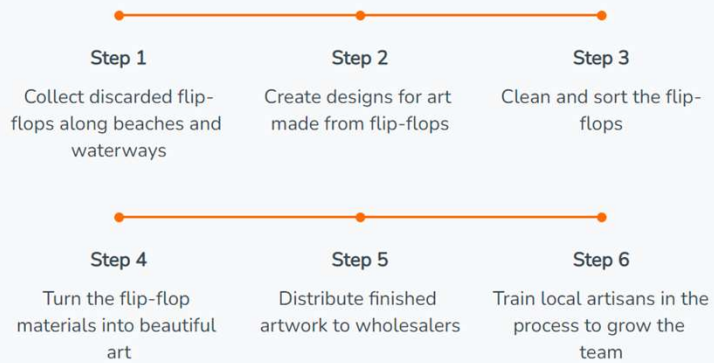 Step 1
Collect discarded flip-
flops along beaches and
waterways
Step 2
Create designs for art
made from flip-flops
Step 3
Clean and sort the flip-
flops
Step 4
Turn the flip-flop
materials into beautiful
art
Step 5
Distribute finished
artwork to wholesalers
Step 6
Train local artisans in the
process to grow the
team